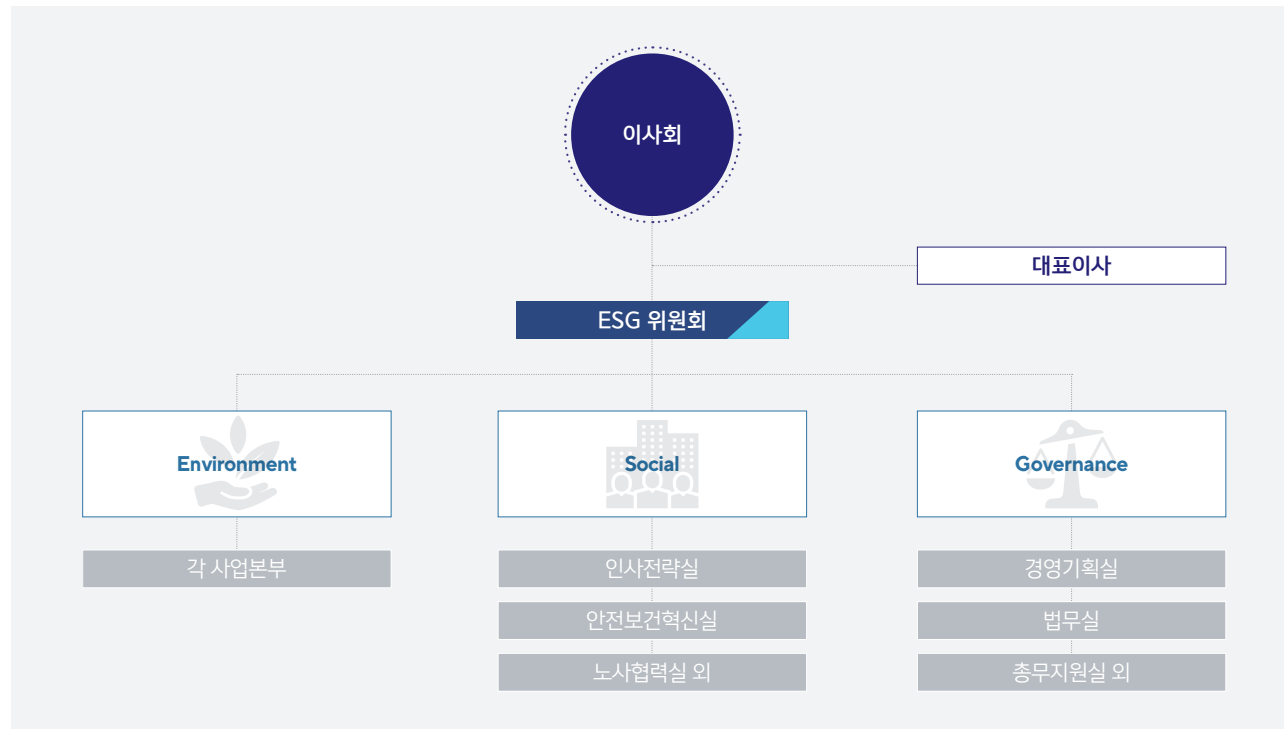 이사회
대표이사
ESG 위원회
Environment
Social
Governance
각 사업본부
인사전략실
경영기획실
안전보건혁신실
법무실
노사협력실 외
총무지원실 외